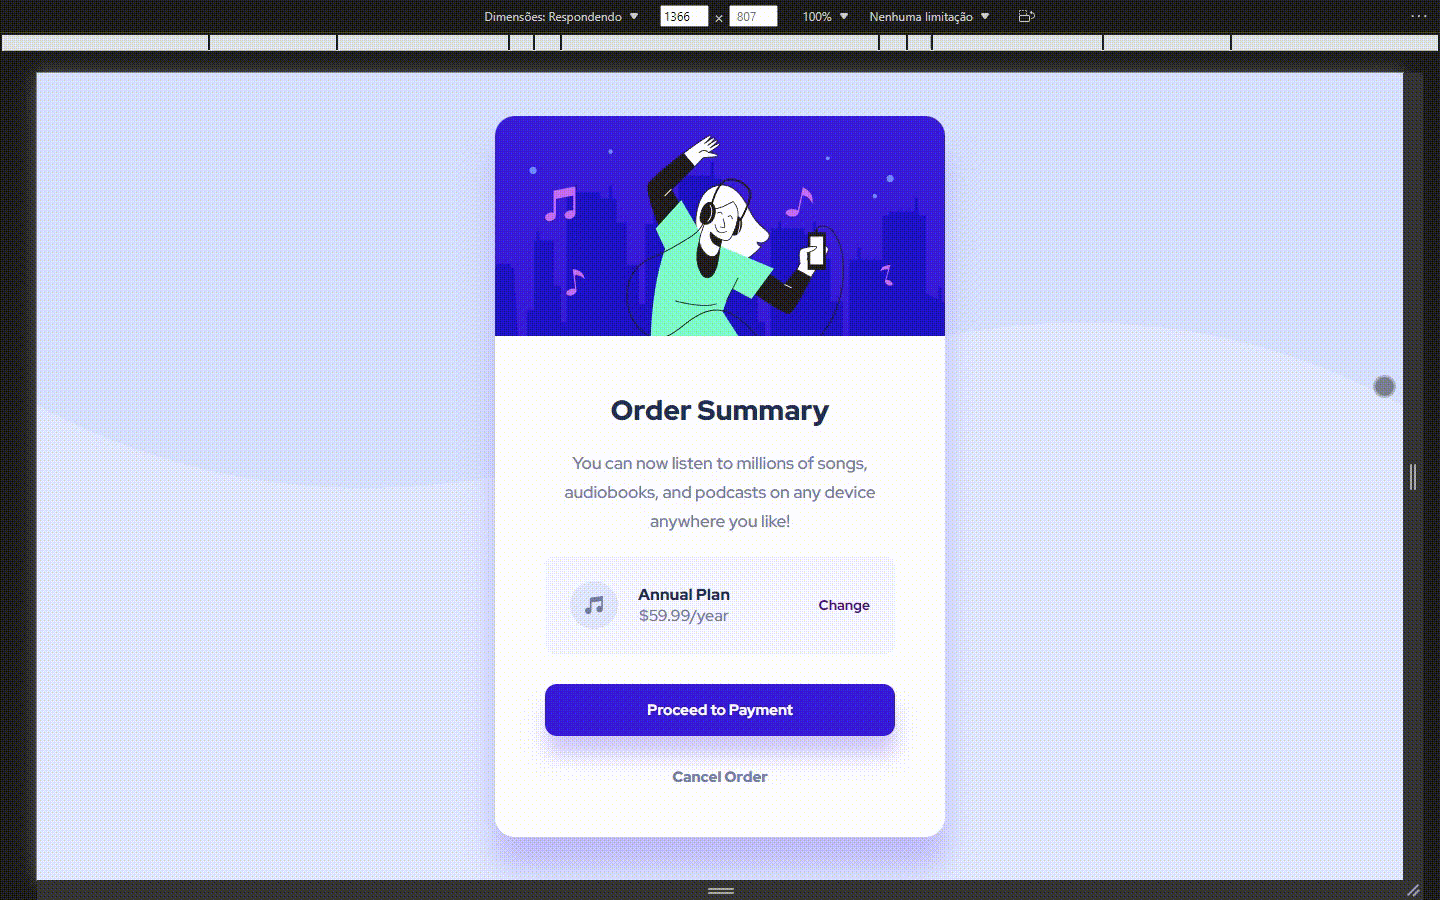 Dimensões: Respondendo 1366 × 807 100% Nenhuma limitação
Order Summary
You can now listen to millions of songs,
audiobooks, and podcasts on any device
anywhere you like!
Annual Plan
$59.99/year
Change
Proceed to Payment
Cancel Order